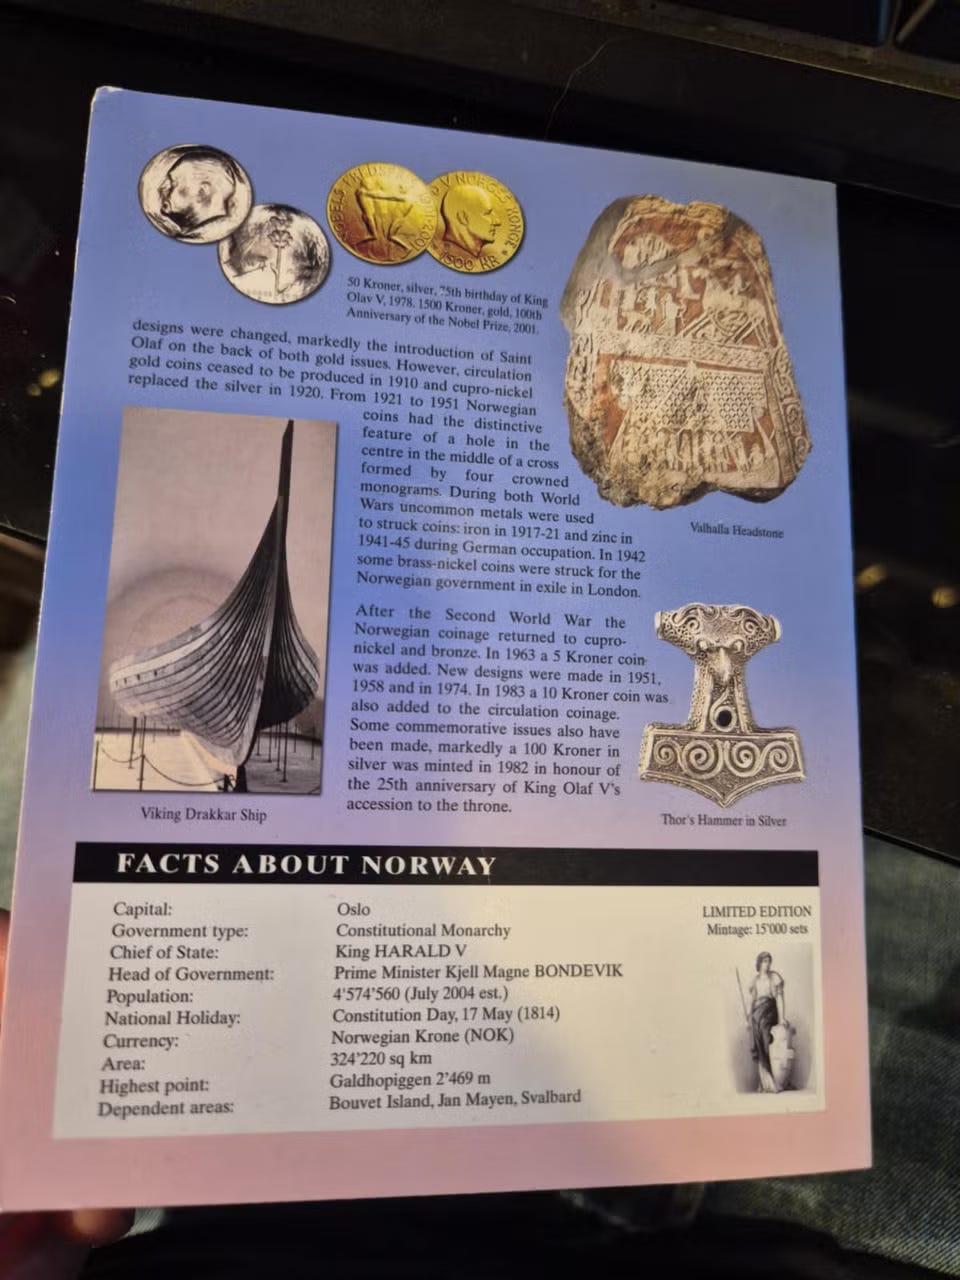 NOBELS FREDSPRIS
OLAV V NORGES KONGE
1500 KR
50 Kroner, silver, 75th birthday of King
Olav V, 1978. 1500 Kroner, gold, 100th
Anniversary of the Nobel Prize, 2001.
designs were changed, markedly the introduction of Saint
Olaf on the back of both gold issues. However, circulation
gold coins ceased to be produced in 1910 and cupro-nickel
replaced the silver in 1920. From 1921 to 1951 Norwegian
coins had the distinctive
feature of a hole in the
centre in the middle of a cross
formed by four crowned
monograms. During both World
Wars uncommon metals were used
to struck coins: iron in 1917-21 and zinc in
1941-45 during German occupation. In 1942
some brass-nickel coins were struck for the
Norwegian government in exile in London.
Valhalla Headstone
After the Second World War the
Norwegian coinage returned to cupro-
nickel and bronze. In 1963 a 5 Kroner coin
was added. New designs were made in 1951,
1958 and in 1974. In 1983 a 10 Kroner coin was
also added to the circulation coinage.
Some commemorative issues also have
been made, markedly a 100 Kroner in
silver was minted in 1982 in honour of
the 25th anniversary of King Olaf V's
accession to the throne.
Viking Drakkar Ship
Thor's Hammer in Silver
FACTS ABOUT NORWAY
Capital: Oslo
Government type: Constitutional Monarchy
Chief of State: King HARALD V
Head of Government: Prime Minister Kjell Magne BONDEVIK
Population: 4'574'560 (July 2004 est.)
National Holiday: Constitution Day, 17 May (1814)
Currency: Norwegian Krone (NOK)
Area: 324'220 sq km
Highest point: Galdhopiggen 2'469 m
Dependent areas: Bouvet Island, Jan Mayen, Svalbard
LIMITED EDITION
Mintage: 15'000 sets